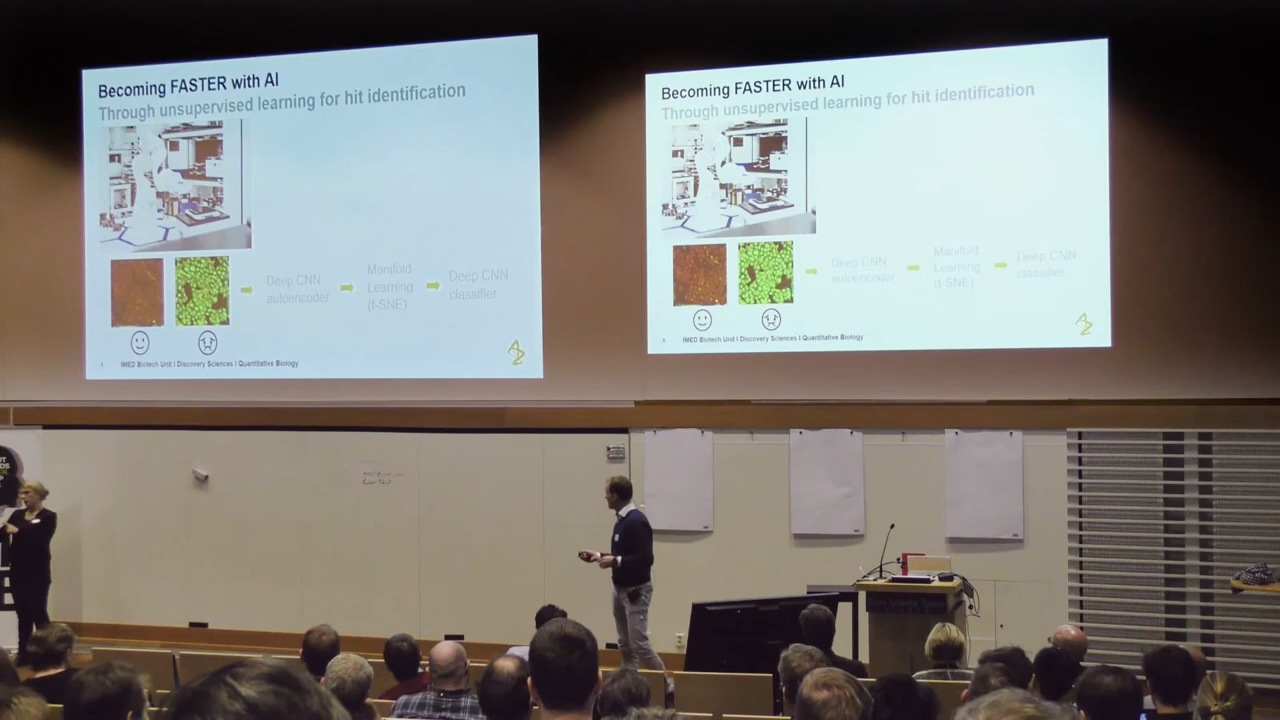 Becoming FASTER with AI
Through unsupervised learning for hit identification
Deep CNN
autoencoder
Manifold
Learning
(t-SNE)
Deep CNN
classifier
IMED Biotech Unit I Discovery Sciences I Quantitative Biology
Becoming FASTER with AI
Through unsupervised learning for hit identification
Deep CNN
autoencoder
Manifold
Learning
(t-SNE)
Deep CNN
classifier
IMED Biotech Unit I Discovery Sciences I Quantitative Biology